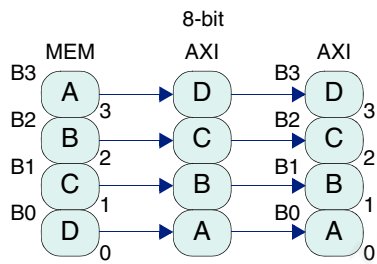 8-bit
MEM AXI AXI
B3 A 3 D B3 D 3
B2 B 2 C B2 C 2
B1 C 1 B B1 B 1
B0 D 0 A B0 A 0